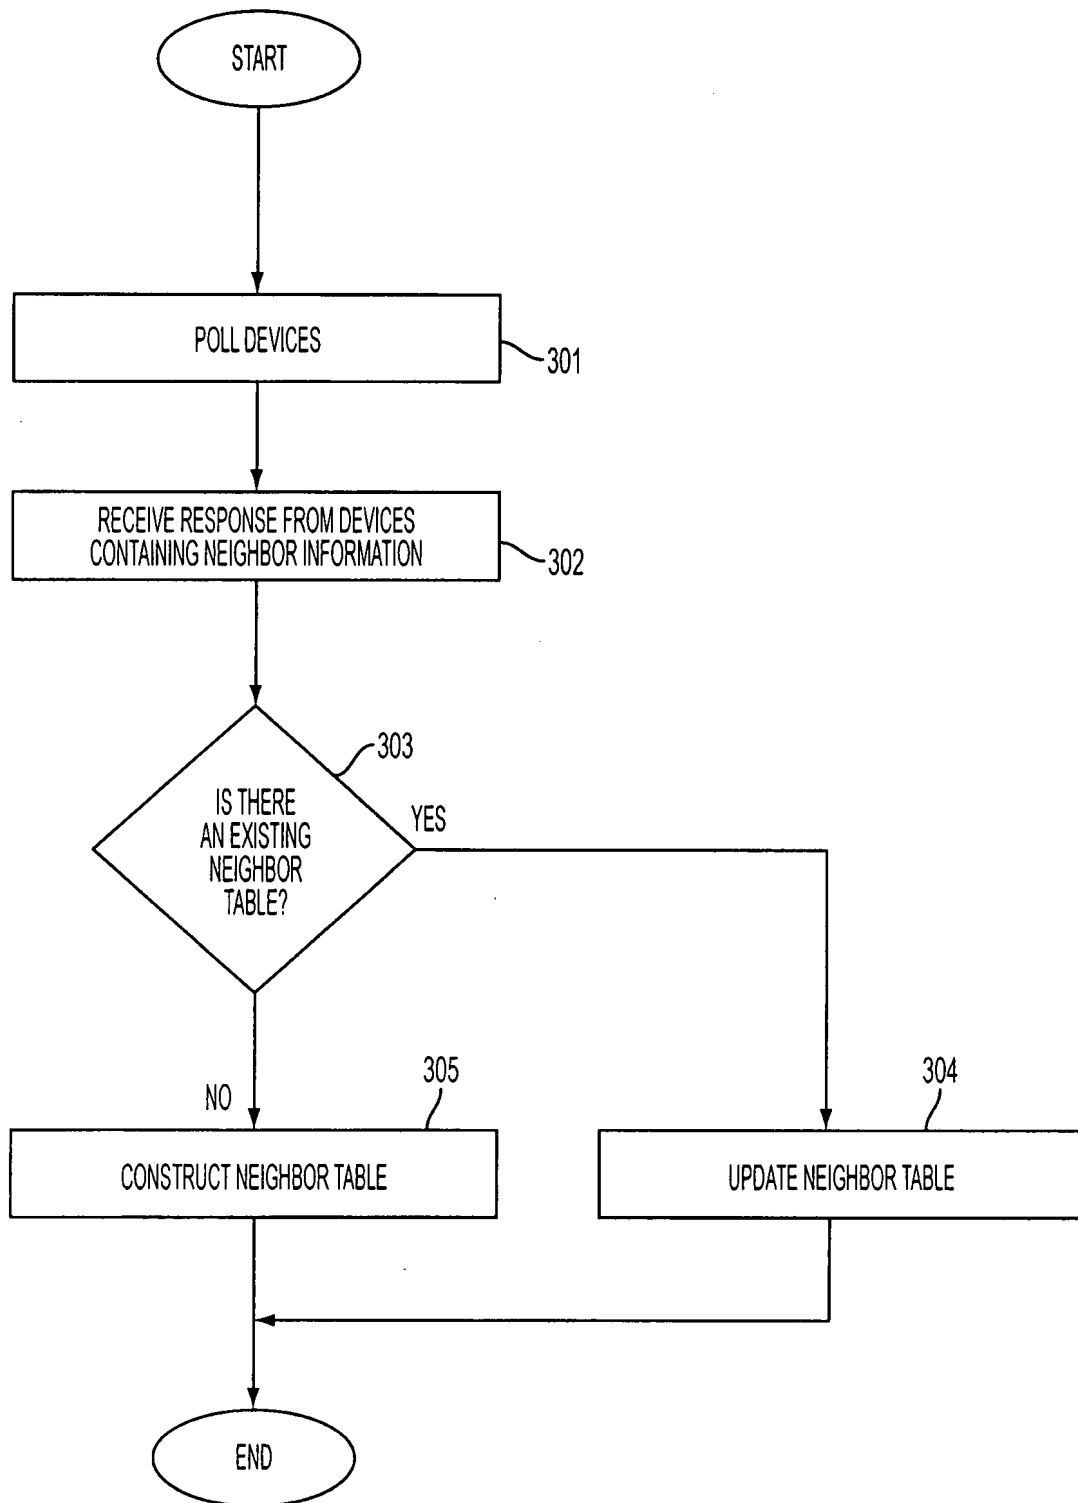 START
POLL DEVICES
301
RECEIVE RESPONSE FROM DEVICES
CONTAINING NEIGHBOR INFORMATION
302
303
IS THERE
AN EXISTING
NEIGHBOR
TABLE?
YES
NO
305
304
CONSTRUCT NEIGHBOR TABLE
UPDATE NEIGHBOR TABLE
END